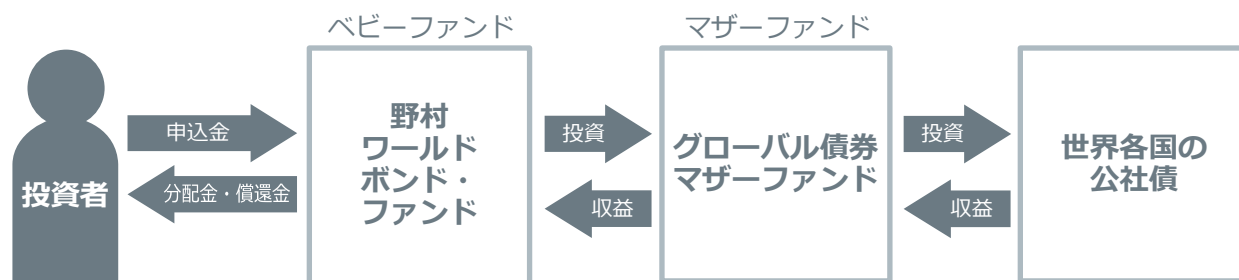 ベビーファンド
マザーファンド
投資者
申込金
分配金・償還金
野村
ワールド
ボンド・
ファンド
投資
収益
グローバル債券
マザーファンド
投資
収益
世界各国の
公社債